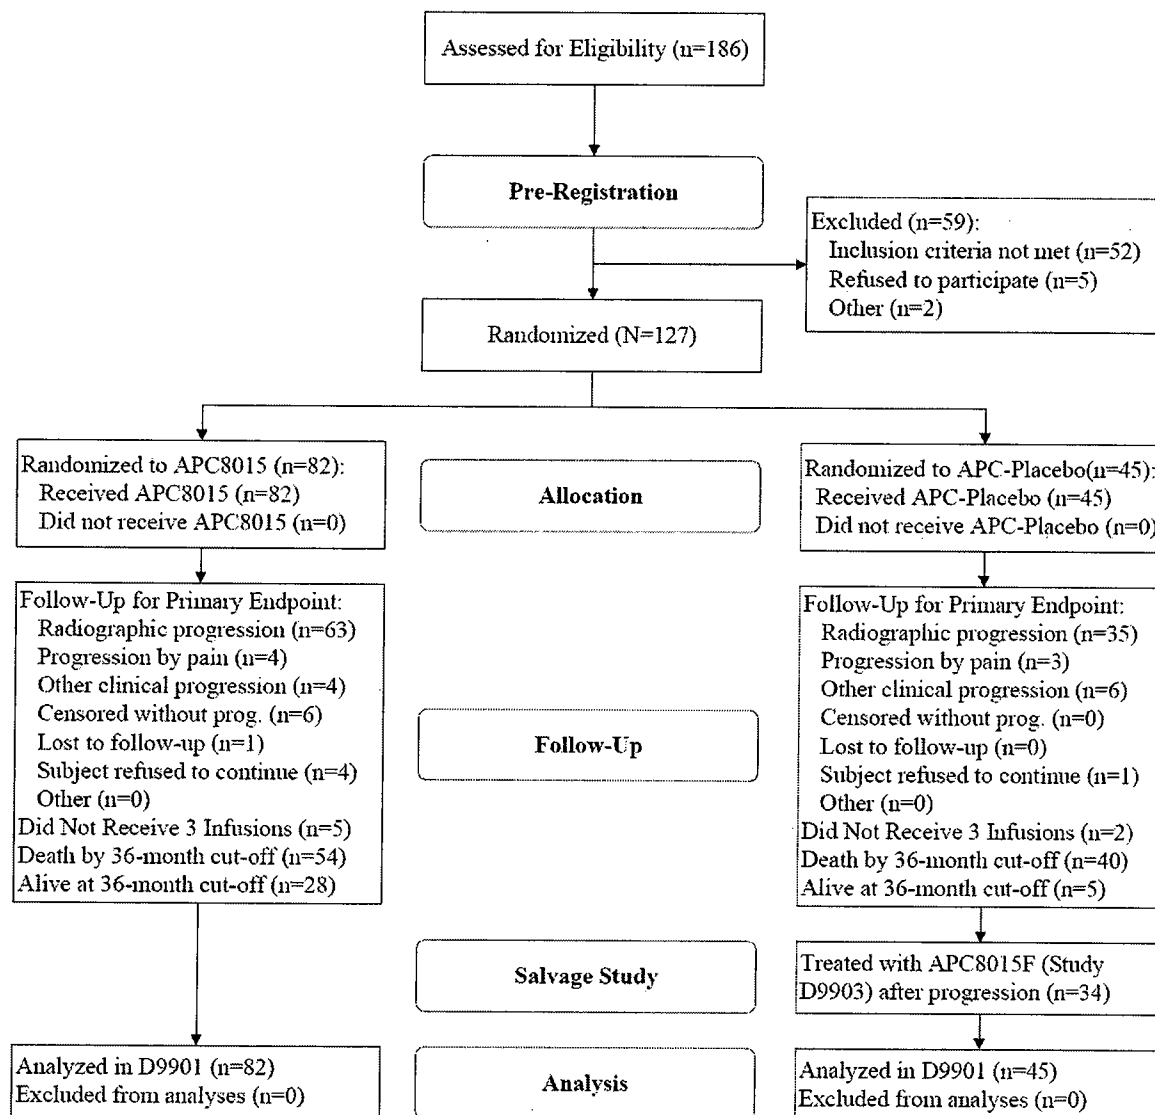 Assessed for Eligibility (n=186)
Pre-Registration
Excluded (n=59):
Inclusion criteria not met (n=52)
Refused to participate (n=5)
Other (n=2)
Randomized (N=127)
Randomized to APC8015 (n=82):
Received APC8015 (n=82)
Did not receive APC8015 (n=0)
Allocation
Randomized to APC-Placebo(n=45):
Received APC-Placebo (n=45)
Did not receive APC-Placebo (n=0)
Follow-Up for Primary Endpoint:
Radiographic progression (n=63)
Progression by pain (n=4)
Other clinical progression (n=4)
Censored without prog. (n=6)
Lost to follow-up (n=1)
Subject refused to continue (n=4)
Other (n=0)
Did Not Receive 3 Infusions (n=5)
Death by 36-month cut-off (n=54)
Alive at 36-month cut-off (n=28)
Follow-Up
Follow-Up for Primary Endpoint:
Radiographic progression (n=35)
Progression by pain (n=3)
Other clinical progression (n=6)
Censored without prog. (n=0)
Lost to follow-up (n=0)
Subject refused to continue (n=1)
Other (n=0)
Did Not Receive 3 Infusions (n=2)
Death by 36-month cut-off (n=40)
Alive at 36-month cut-off (n=5)
Salvage Study
Treated with APC8015F (Study
D9903) after progression (n=34)
Analyzed in D9901 (n=82)
Excluded from analyses (n=0)
Analysis
Analyzed in D9901 (n=45)
Excluded from analyses (n=0)